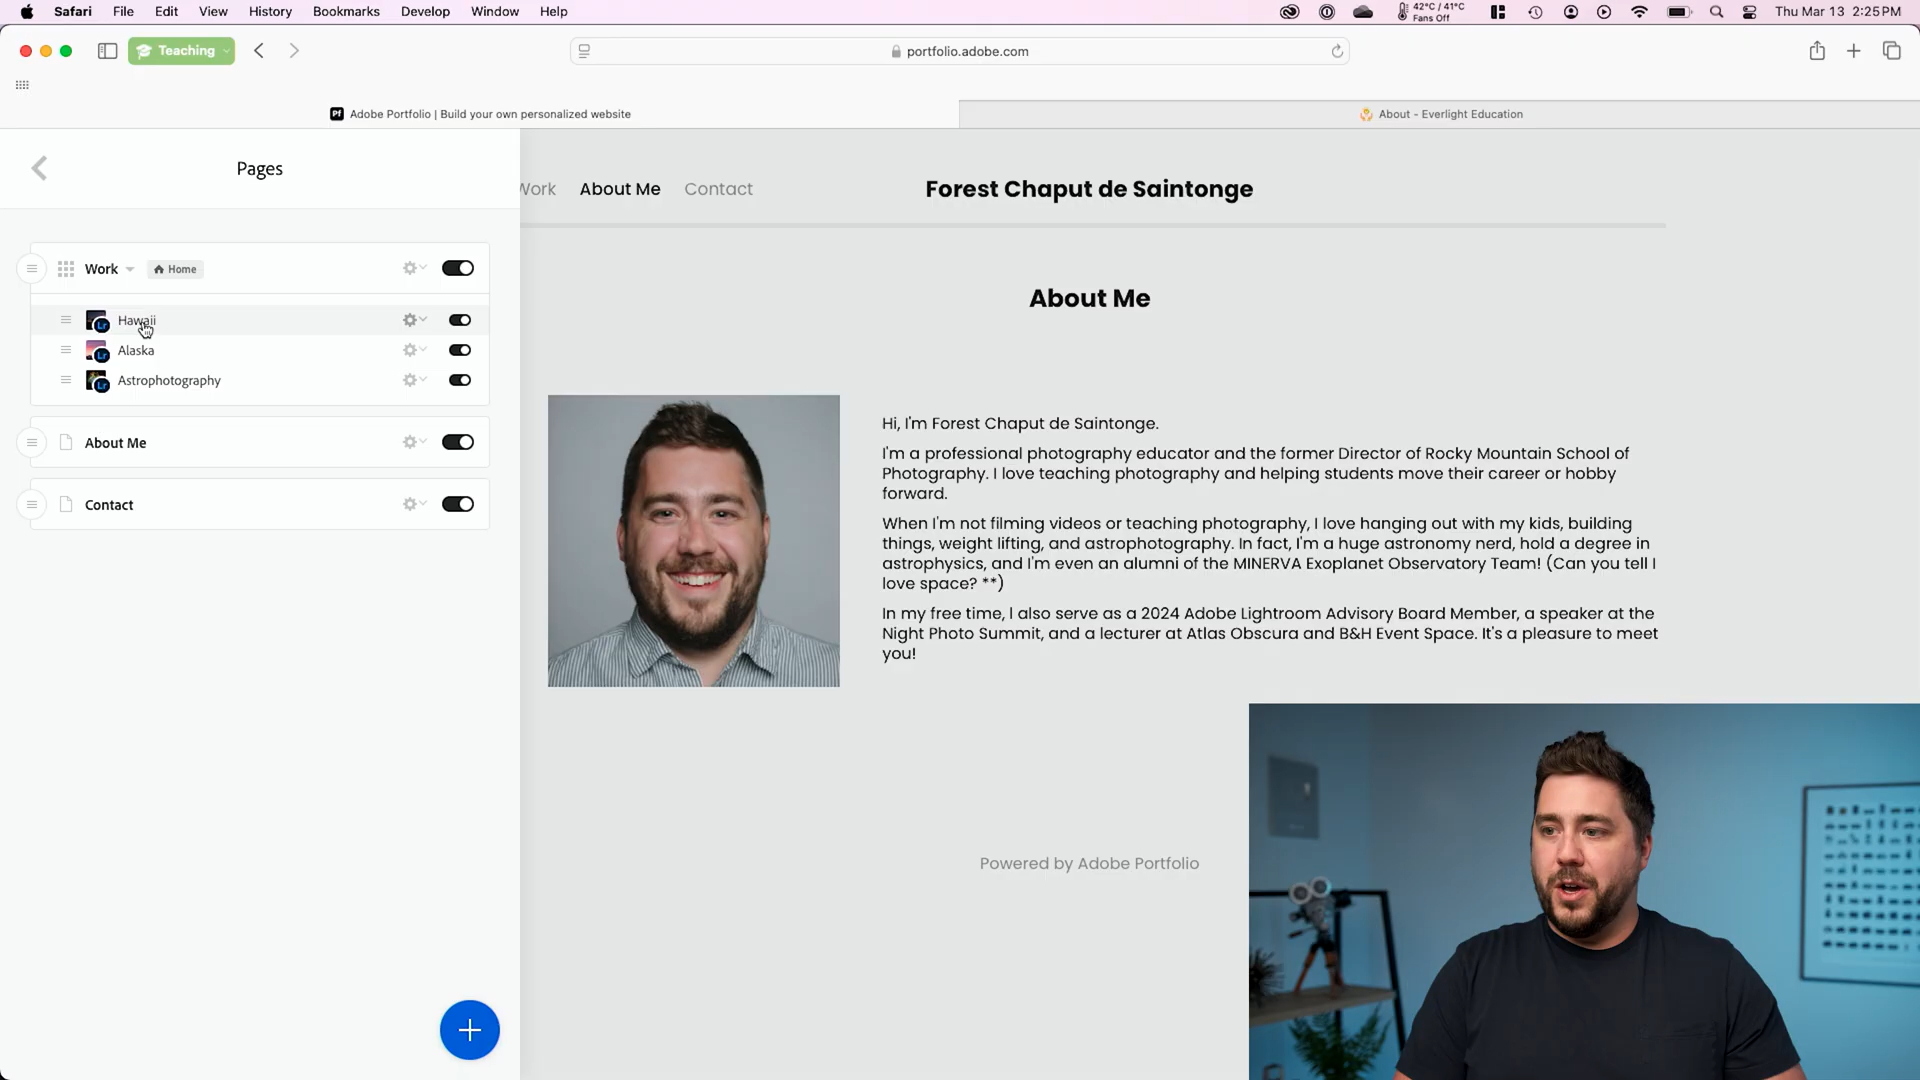 Safari File Edit View History Bookmarks Develop Window Help
42°C / 41°C
Fans Off
Thu Mar 13 2:25 PM
Teaching
portfolio.adobe.com
Adobe Portfolio | Build your own personalized website
About - Everlight Education
Pages
Work
Home
Hawaii
Alaska
Astrophotography
About Me
Contact
Work About Me Contact
Forest Chaput de Saintonge
About Me
Hi, I'm Forest Chaput de Saintonge.
I'm a professional photography educator and the former Director of Rocky Mountain School of
Photography. I love teaching photography and helping students move their career or hobby
forward.
When I'm not filming videos or teaching photography, I love hanging out with my kids, building
things, weight lifting, and astrophotography. In fact, I'm a huge astronomy nerd, hold a degree in
astrophysics, and I'm even an alumni of the MINERVA Exoplanet Observatory Team! (Can you tell I
love space? **)
In my free time, I also serve as a 2024 Adobe Lightroom Advisory Board Member, a speaker at the
Night Photo Summit, and a lecturer at Atlas Obscura and B&H Event Space. It's a pleasure to meet
you!
Powered by Adobe Portfolio